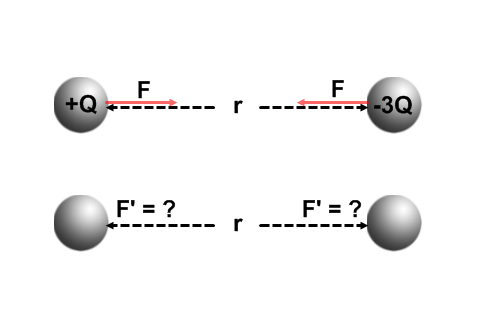 F F
+Q r -3Q
F' = ? F' = ?
r